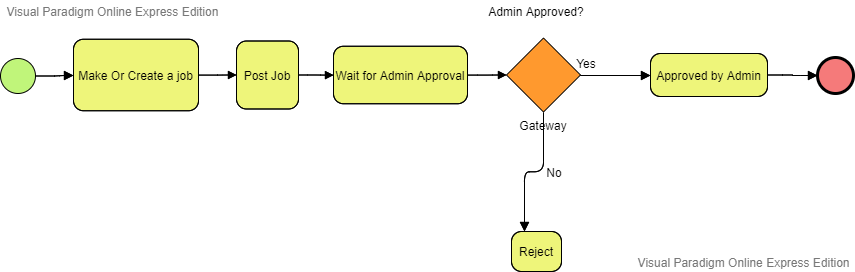 Visual Paradigm Online Express Edition
Admin Approved?
Make Or Create a job
Post Job
Wait for Admin Approval
Yes
Approved by Admin
Gateway
No
Reject
Visual Paradigm Online Express Edition